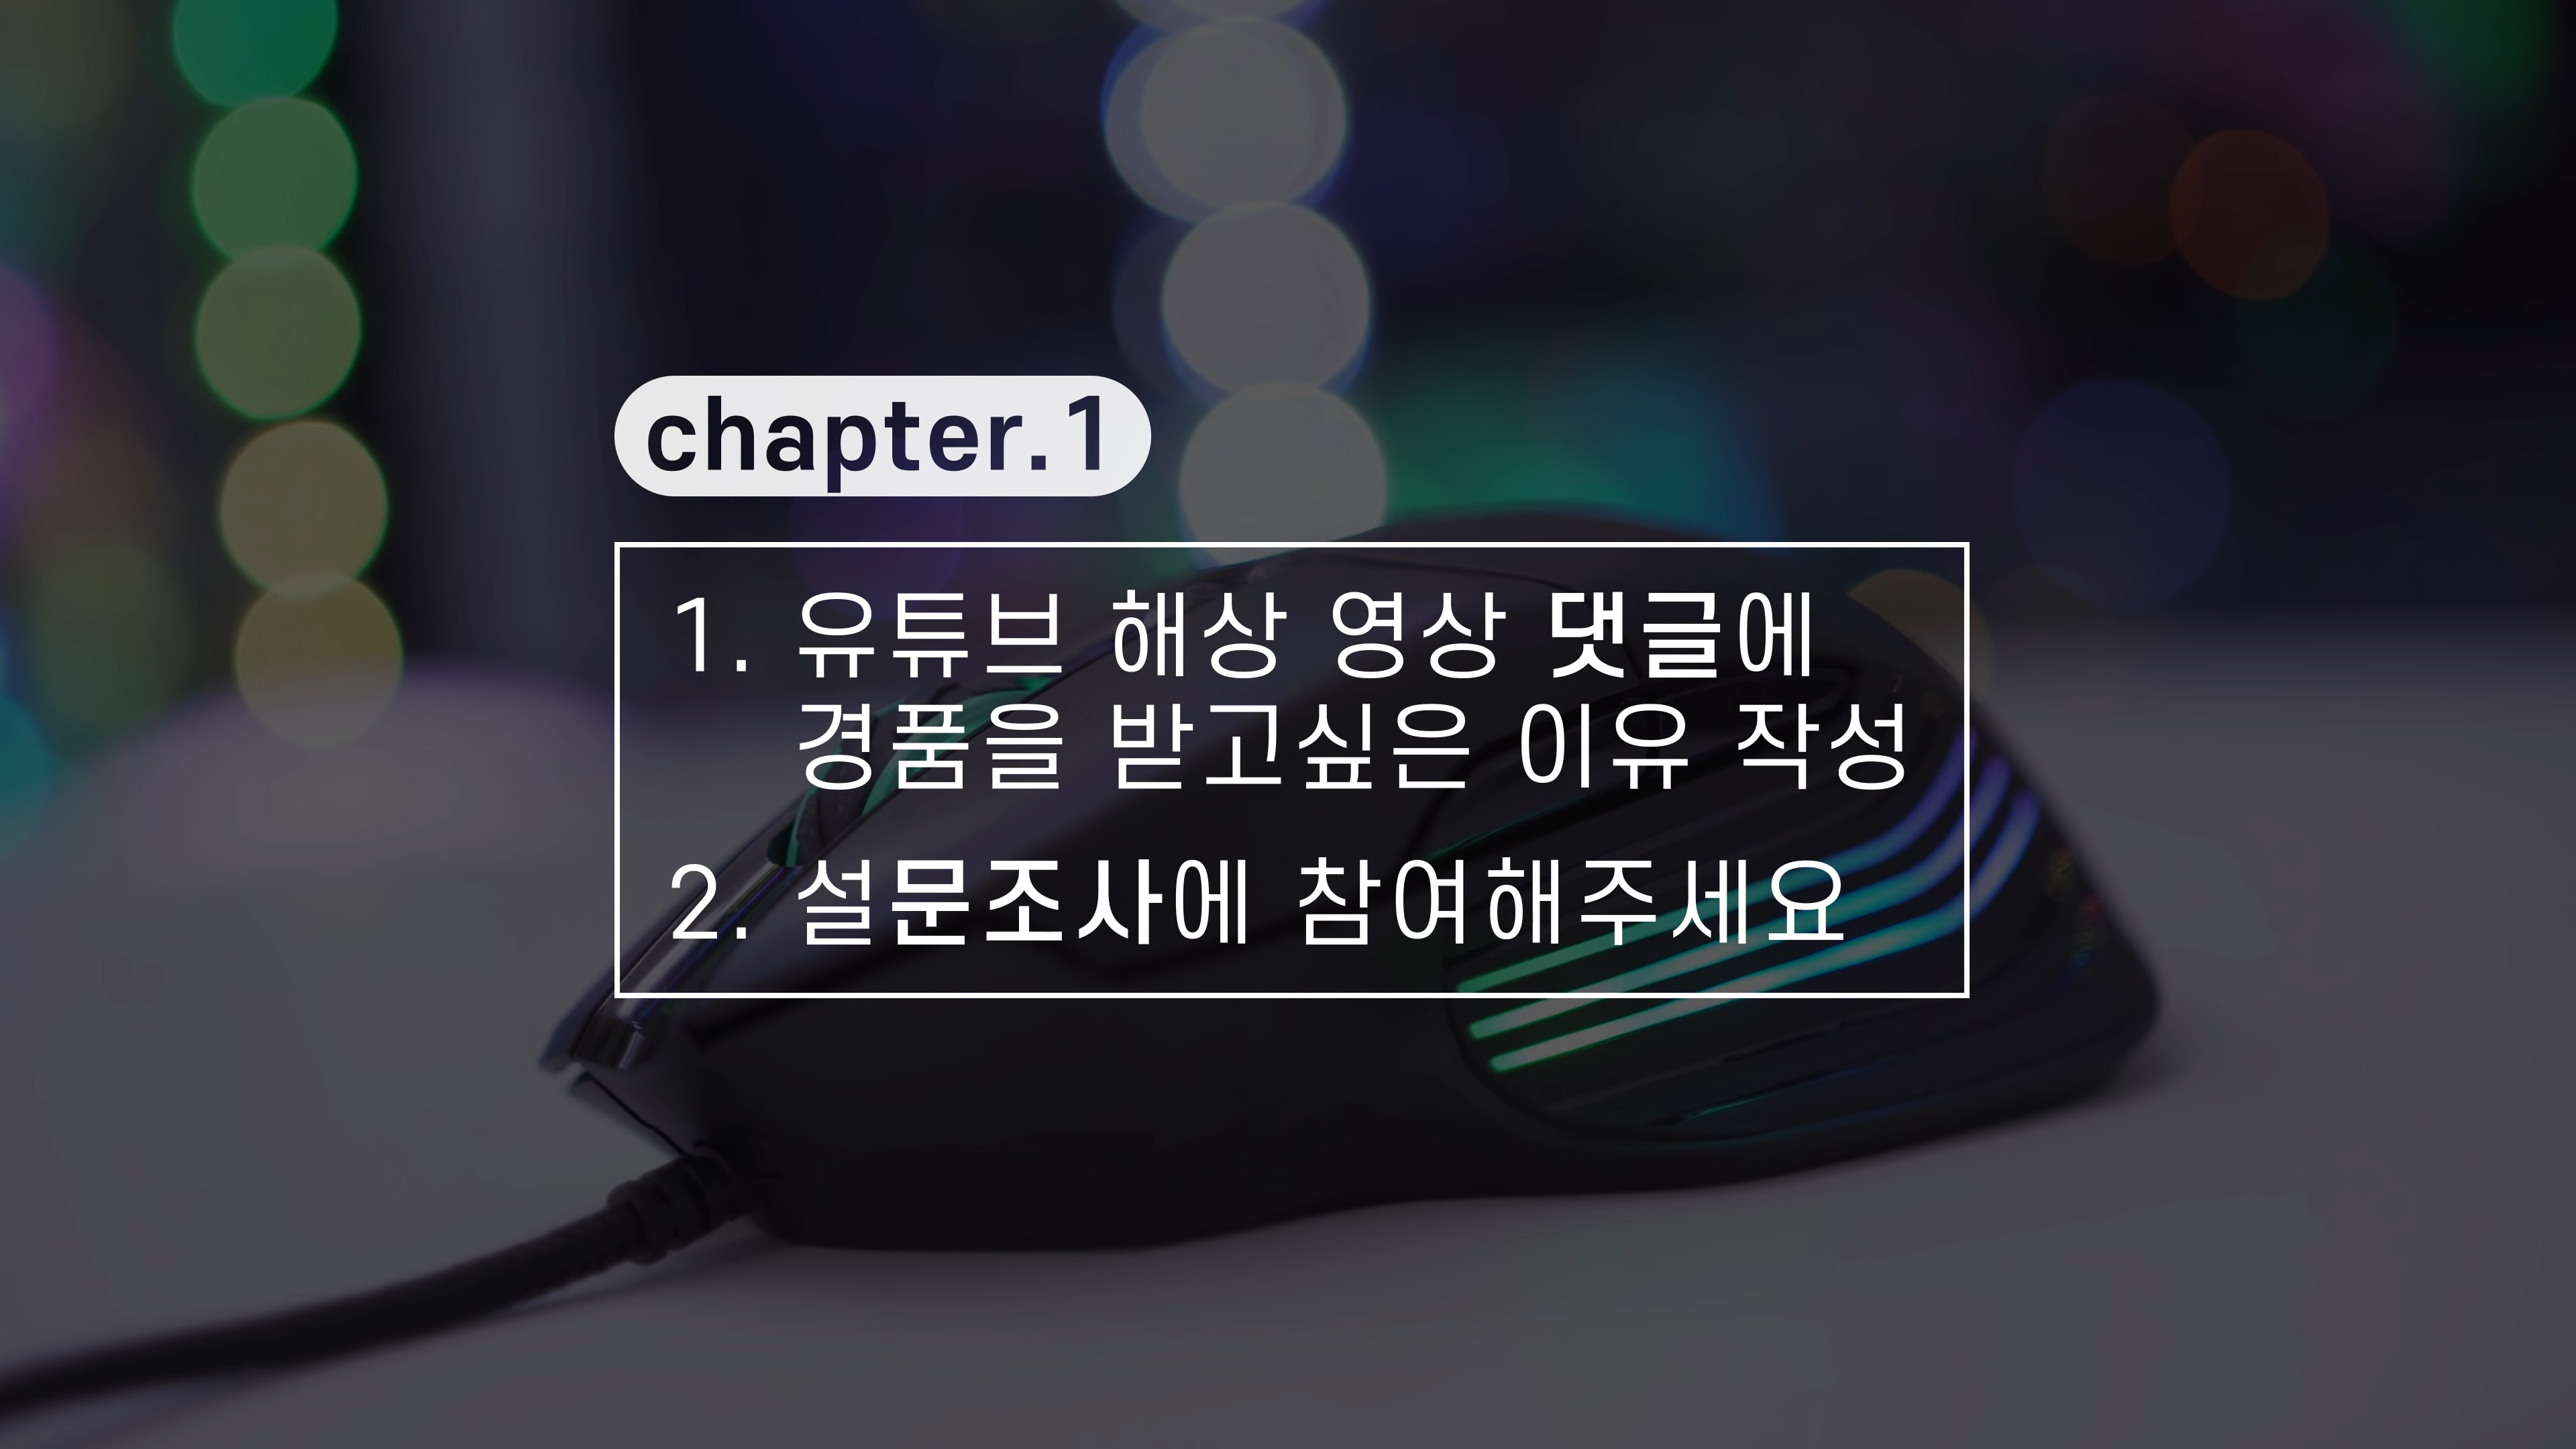 chapter.1
1. 유튜브 해상 영상 댓글에
경품을 받고싶은 이유 작성
2. 설문조사에 참여해주세요